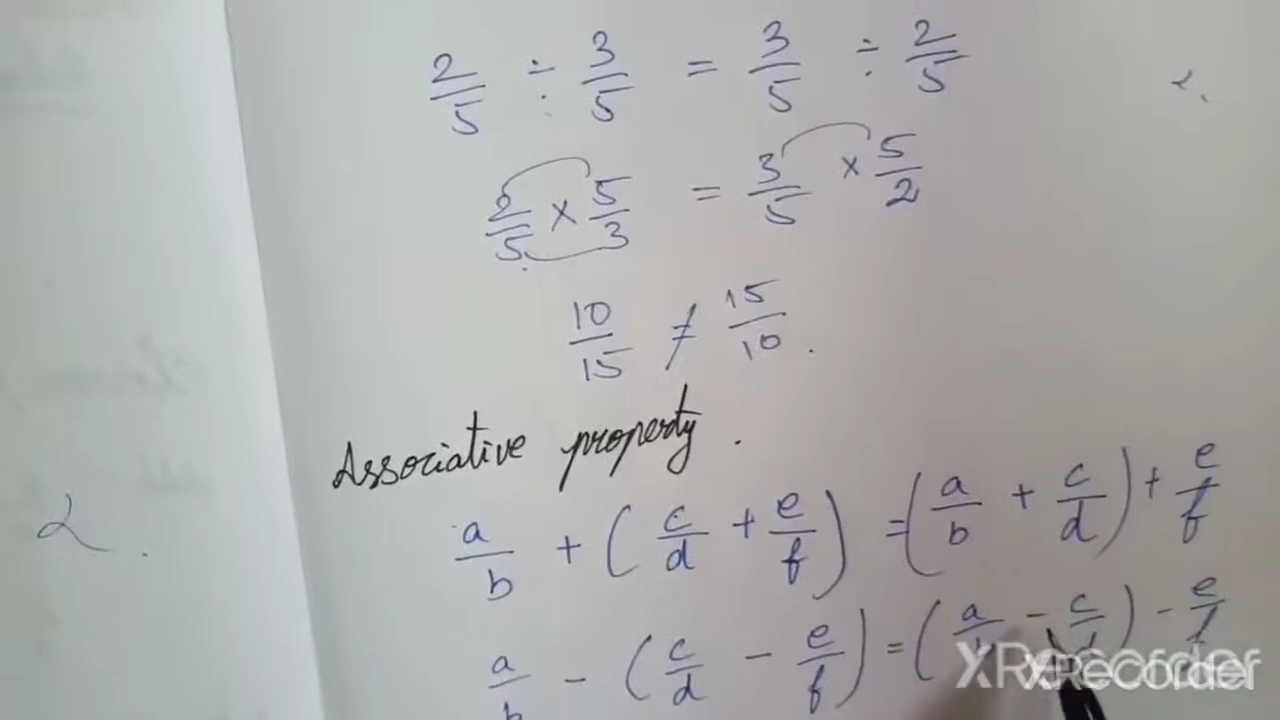 2/5 ÷ 3/5 = 3/5 ÷ 2/5
2/5 × 5/3 = 3/5 × 5/2
10/15 ≠ 15/10.
Associative property.
2.
a/b + (c/d + e/f) = (a/b + c/d) + e/f
a/b - (c/d - e/f) = (a/b - c/d) - e/f
XRecorder